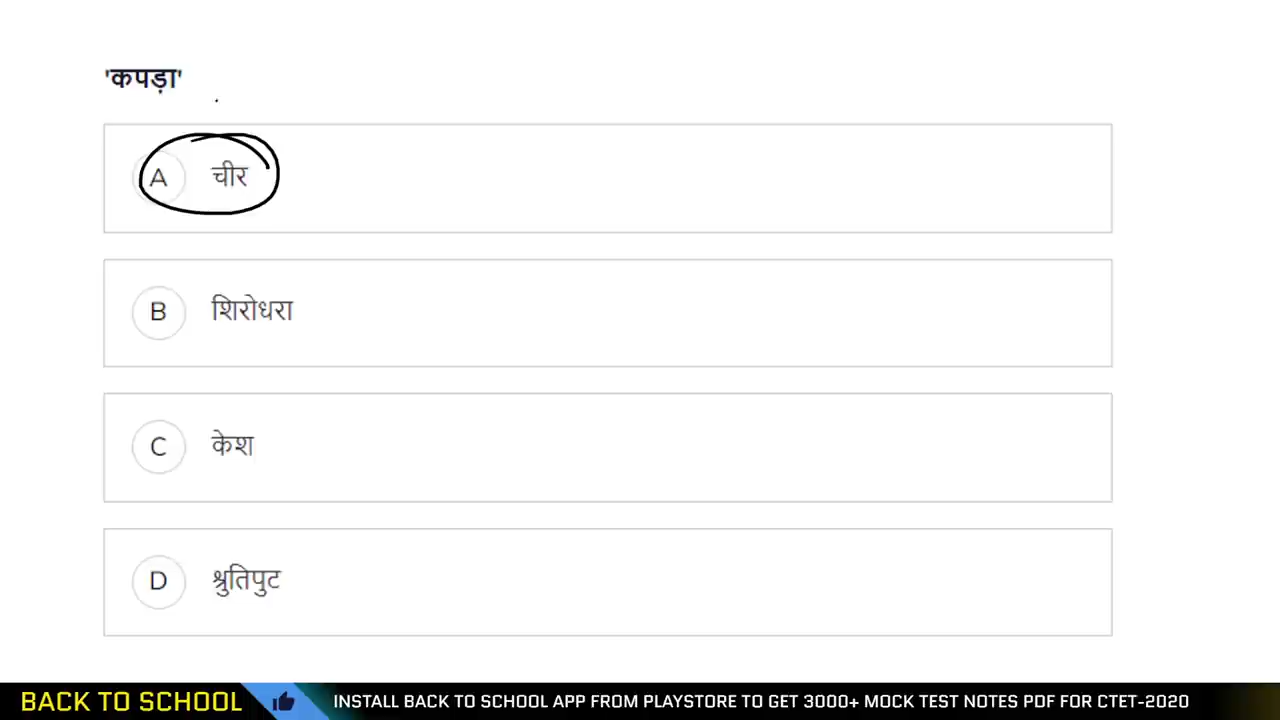 'कपड़ा'
A चीर
B शिरोधरा
C केश
D श्रुतिपुट
BACK TO SCHOOL INSTALL BACK TO SCHOOL APP FROM PLAYSTORE TO GET 3000+ MOCK TEST NOTES PDF FOR CTET-2020